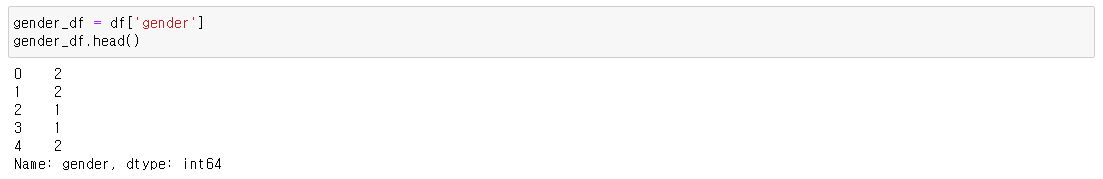 gender_df = df['gender']
gender_df.head()
0    2
1    2
2    1
3    1
4    2
Name: gender, dtype: int64